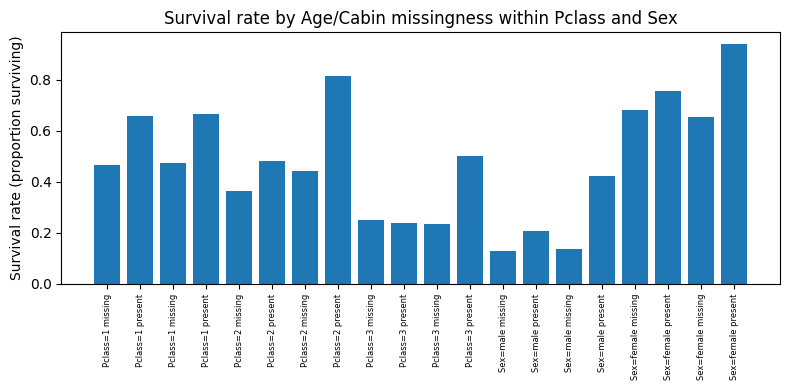 Survival rate by Age/Cabin missingness within Pclass and Sex
Survival rate (proportion surviving)
0.8
0.6
0.4
0.2
0.0
Pclass=1 missing
Pclass=1 present
Pclass=1 missing
Pclass=1 present
Pclass=2 missing
Pclass=2 present
Pclass=2 missing
Pclass=2 present
Pclass=3 missing
Pclass=3 present
Pclass=3 missing
Pclass=3 present
Sex=male missing
Sex=male present
Sex=male missing
Sex=male present
Sex=female missing
Sex=female present
Sex=female missing
Sex=female present